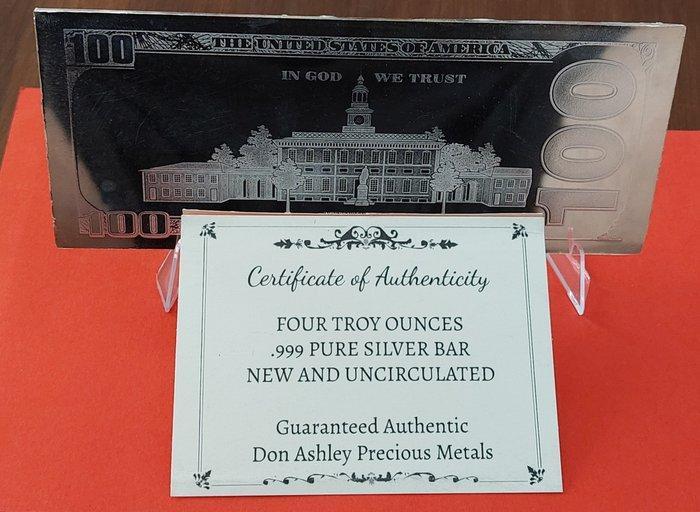 100
THE UNITED STATES OF AMERICA
IN GOD WE TRUST
100
100
Certificate of Authenticity
FOUR TROY OUNCES
.999 PURE SILVER BAR
NEW AND UNCIRCULATED
Guaranteed Authentic
Don Ashley Precious Metals